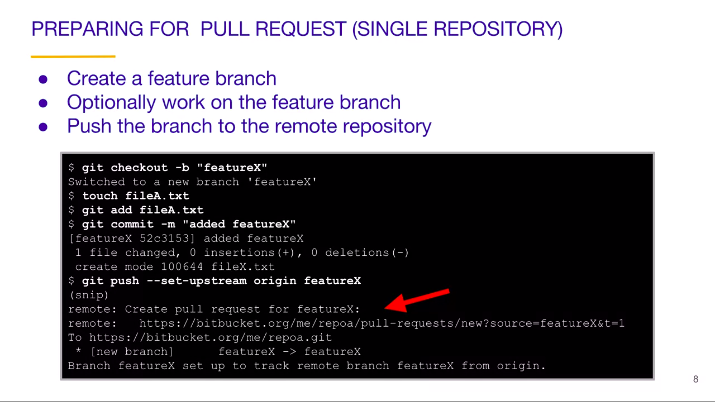 PREPARING FOR PULL REQUEST (SINGLE REPOSITORY)
● Create a feature branch
● Optionally work on the feature branch
● Push the branch to the remote repository
$ git checkout -b "featureX"
Switched to a new branch 'featureX'
$ touch fileA.txt
$ git add fileA.txt
$ git commit -m "added featureX"
[featureX 52c3153] added featureX
1 file changed, 0 insertions(+), 0 deletions(-)
create mode 100644 fileX.txt
$ git push --set-upstream origin featureX
(snip)
remote: Create pull request for featureX:
remote: https://bitbucket.org/me/repoa/pull-requests/new?source=featureX&t=1
To https://bitbucket.org/me/repoa.git
* [new branch] featureX -> featureX
Branch featureX set up to track remote branch featureX from origin.
8